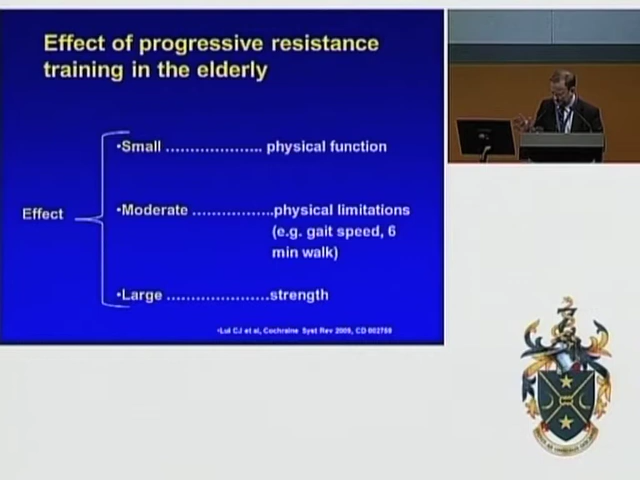 Effect of progressive resistance
training in the elderly
Effect
•Small ………………... physical function
•Moderate ……………..physical limitations
(e.g. gait speed, 6
min walk)
•Large …………………strength
•Lui CJ et al, Cochraine Syst Rev 2009, CD 002759